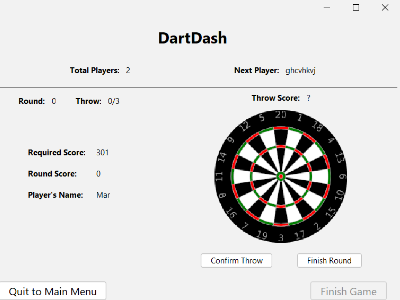 DartDash
Total Players: 2 Next Player: ghcvhkvj
Round: 0 Throw: 0/3 Throw Score: ?
Required Score: 301
Round Score: 0
Player's Name: Mar
20 1 18 4 13 6 10 15 2 17 3 19 7 16 8 11 14 9 12 5
Confirm Throw Finish Round
Quit to Main Menu Finish Game